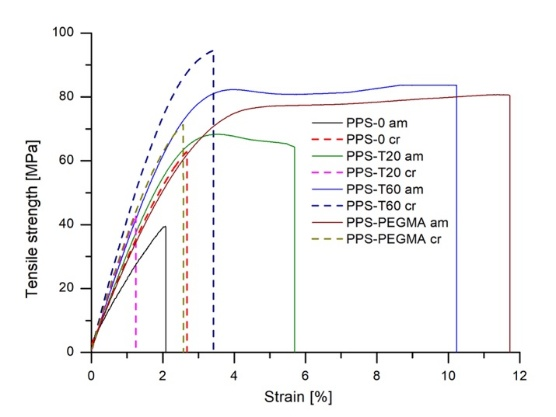 100
80
60
40
20
0
Tensile strength [MPa]
PPS-0 am
PPS-0 cr
PPS-T20 am
PPS-T20 cr
PPS-T60 am
PPS-T60 cr
PPS-PEGMA am
PPS-PEGMA cr
0 2 4 6 8 10 12
Strain [%]